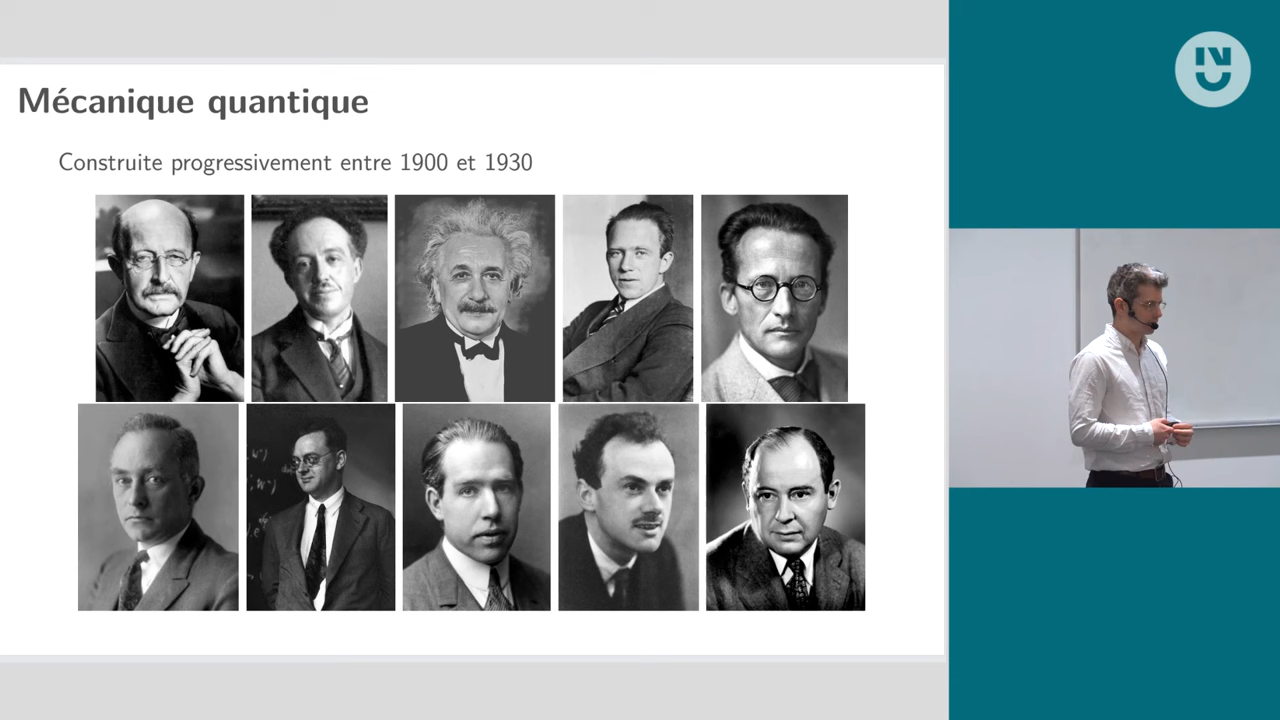 Mécanique quantique
Construite progressivement entre 1900 et 1930